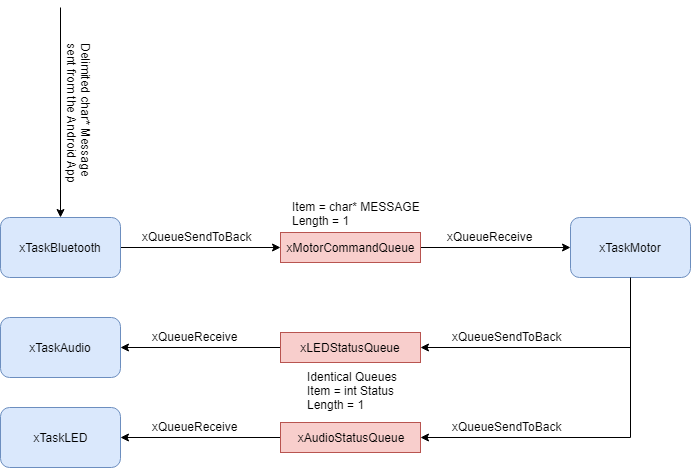 Delimited char* Message
sent from the Android App
Item = char* MESSAGE
Length = 1
xTaskBluetooth
xQueueSendToBack
xMotorCommandQueue
xQueueReceive
xTaskMotor
xTaskAudio
xQueueReceive
xLEDStatusQueue
xQueueSendToBack
Identical Queues
Item = int Status
Length = 1
xTaskLED
xQueueReceive
xAudioStatusQueue
xQueueSendToBack